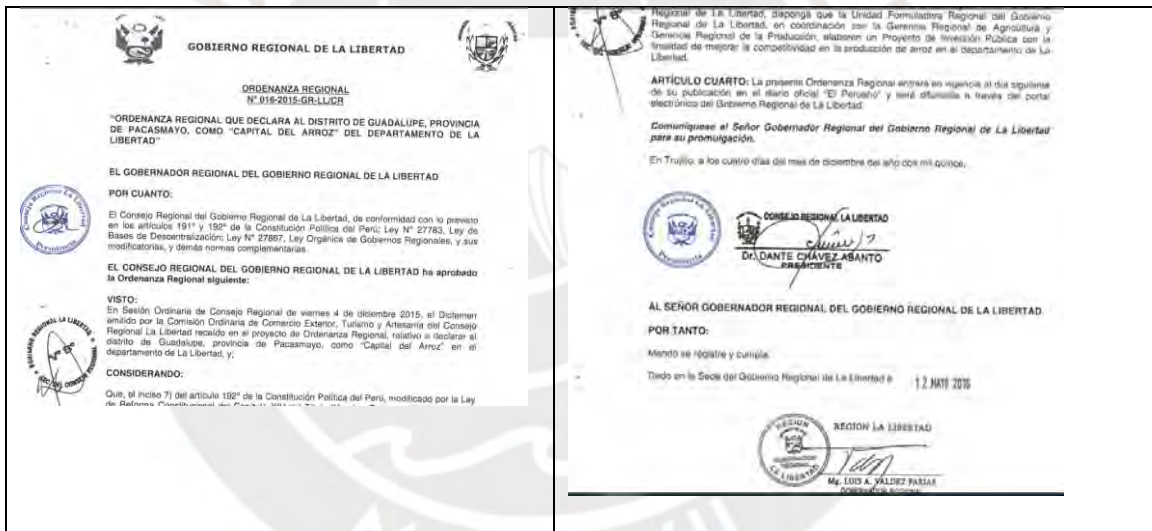 GOBIERNO REGIONAL DE LA LIBERTAD
ORDENANZA REGIONAL
N° 016-2015-GR-LL/CR
"ORDENANZA REGIONAL QUE DECLARA AL DISTRITO DE GUADALUPE, PROVINCIA
DE PACASMAYO, COMO "CAPITAL DEL ARROZ" DEL DEPARTAMENTO DE LA
LIBERTAD"
EL GOBERNADOR REGIONAL DEL GOBIERNO REGIONAL DE LA LIBERTAD
POR CUANTO:
El Consejo Regional del Gobierno Regional de La Libertad, de conformidad con lo previsto
en los artículos 191° y 192° de la Constitución Política del Perú; Ley N° 27783, Ley de
Bases de Descentralización; Ley N° 27867, Ley Orgánica de Gobiernos Regionales, y sus
modificatorias, y demás normas complementarias.
EL CONSEJO REGIONAL DEL GOBIERNO REGIONAL DE LA LIBERTAD ha aprobado
la Ordenanza Regional siguiente:
VISTO:
En Sesión Ordinaria de Consejo Regional de viernes 4 de diciembre 2015, el Dictamen
emitido por la Comisión Ordinaria de Comercio Exterior, Turismo y Artesanía del Consejo
Regional La Libertad recaído en el proyecto de Ordenanza Regional, relativo a declarar al
distrito de Guadalupe, provincia de Pacasmayo, como "Capital del Arroz" en el
departamento de La Libertad, y;
CONSIDERANDO:
Que, el inciso 7) del artículo 192° de la Constitución Política del Perú, modificado por la Ley
de Reforma Constitucional del Capítulo
Regional de La Libertad, disponga que la Unidad Formuladora Regional del Gobierno
Regional de La Libertad, en coordinación con la Gerencia Regional de Agricultura y
Gerencia Regional de la Producción, elaboren un Proyecto de Inversión Pública con la
finalidad de mejorar la competitividad en la producción de arroz en el departamento de La
Libertad.
ARTÍCULO CUARTO: La presente Ordenanza Regional entrará en vigencia al día siguiente
de su publicación en el diario oficial "El Peruano" y será difundida a través del portal
electrónico del Gobierno Regional de La Libertad.
Comuníquese al Señor Gobernador Regional del Gobierno Regional de La Libertad
para su promulgación.
En Trujillo, a los cuatro días del mes de diciembre del año dos mil quince.
CONSEJO REGIONAL LA LIBERTAD
Dr. DANTE CHÁVEZ ABANTO
PRESIDENTE
AL SEÑOR GOBERNADOR REGIONAL DEL GOBIERNO REGIONAL DE LA LIBERTAD
POR TANTO:
Mando se registre y cumpla.
Dado en la Sede del Gobierno Regional de La Libertad a 12 MAYO 2016
REGION LA LIBERTAD
Mg. LUIS A. VALDEZ FARIAS
GOBERNADOR REGIONAL